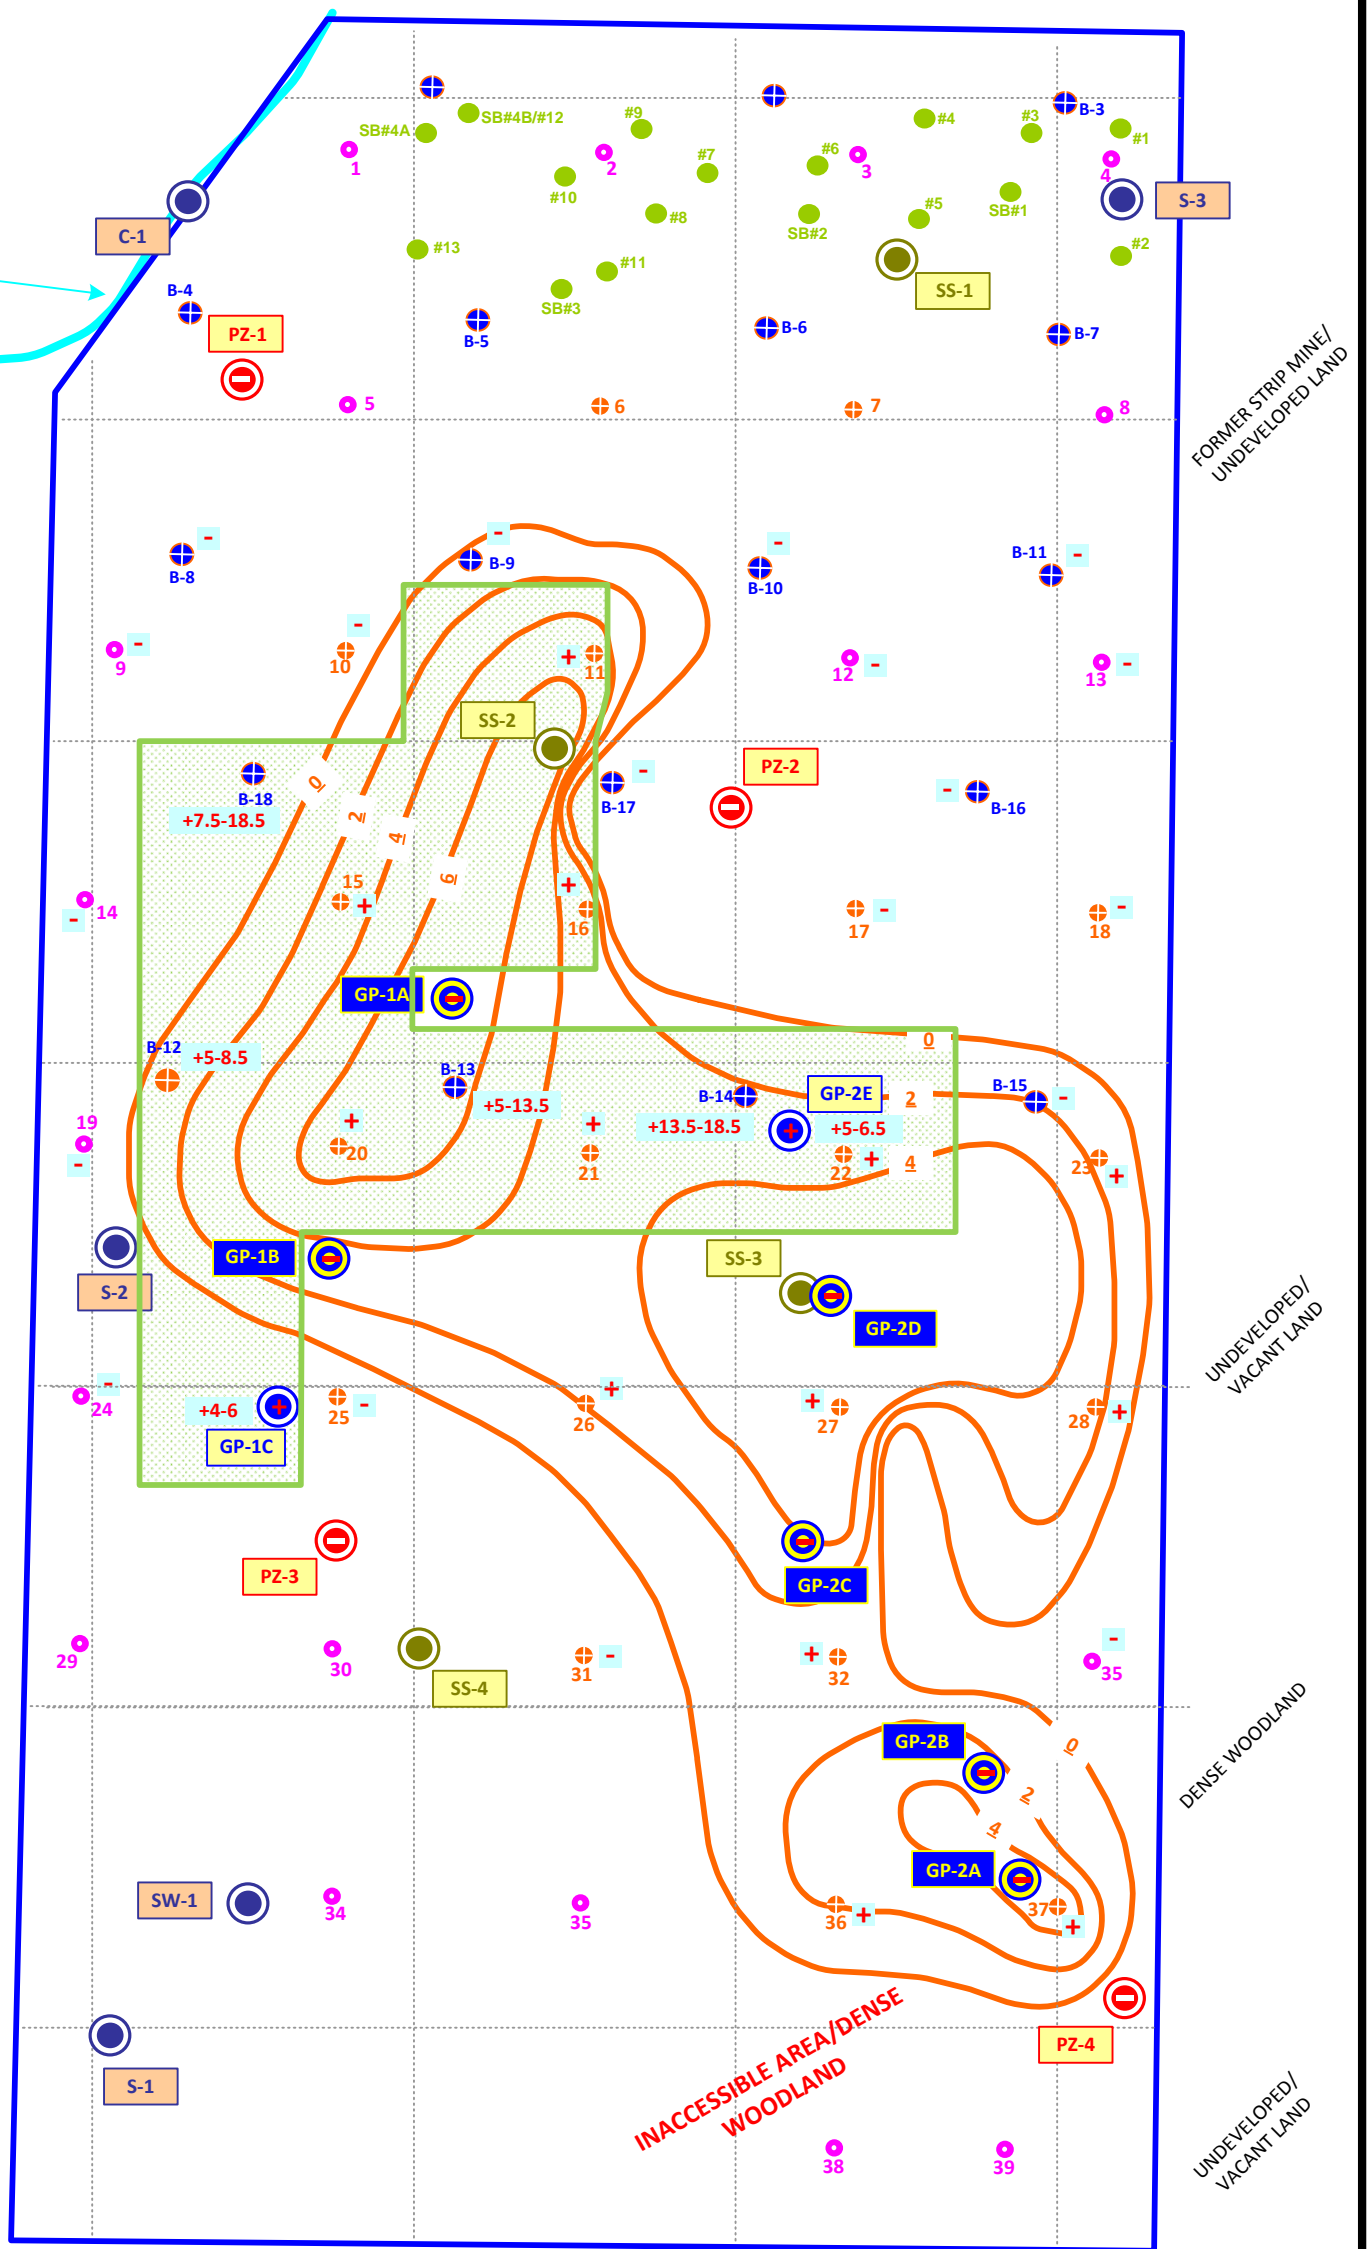 B-3
#9
#4
#3
#1
SB#4B/#12
SB#4A
1
2
3
4
#7
#6
#10
#8
SB#2
#5
SB#1
S-3
C-1
#13
#11
#2
SB#3
SS-1
B-4
PZ-1
B-5
B-6
B-7
5
6
7
8
FORMER STRIP MINE/
UNDEVELOPED LAND
-
B-8
-
B-9
-
B-10
B-11
-
9
-
-
10
+
11
12
-
13
-
SS-2
PZ-2
B-18
+7.5-18.5
0
2
4
6
B-17
-
-
B-16
14
-
15
+
+
16
17
-
18
-
GP-1A
B-12
+5-8.5
0
B-13
+5-13.5
B-14
GP-2E
2
B-15
-
19
-
+
20
+
21
+13.5-18.5
+
+5-6.5
22
+
4
23
+
S-2
GP-1B
SS-3
GP-2D
UNDEVELOPED/
VACANT LAND
-
24
+4-6
+
GP-1C
25
-
+
26
+
27
28
+
PZ-3
GP-2C
29
30
SS-4
31
-
+
32
-
35
DENSE WOODLAND
GP-2B
0
2
4
GP-2A
SW-1
34
35
36
+
37
+
INACCESSIBLE AREA/DENSE
WOODLAND
PZ-4
S-1
38
39
UNDEVELOPED/
VACANT LAND